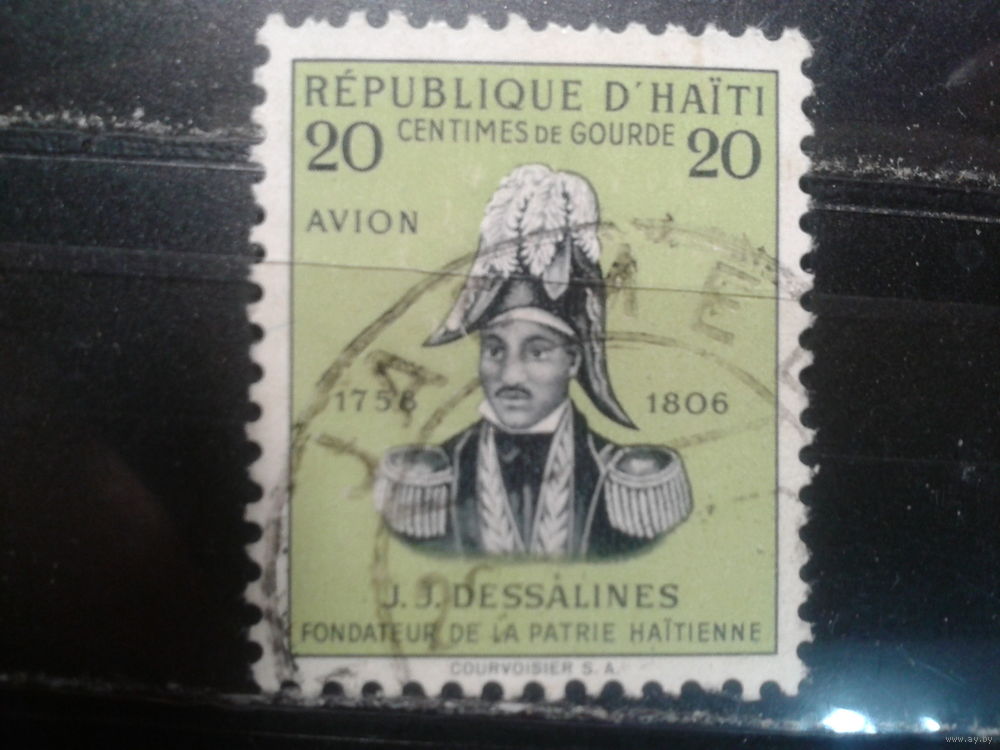 RÉPUBLIQUE D'HAÏTI
20 CENTIMES DE GOURDE 20
AVION
1758 1806
J. J. DESSALINES
FONDATEUR DE LA PATRIE HAÏTIENNE
COURVOISIER S. A.
www.ay.by